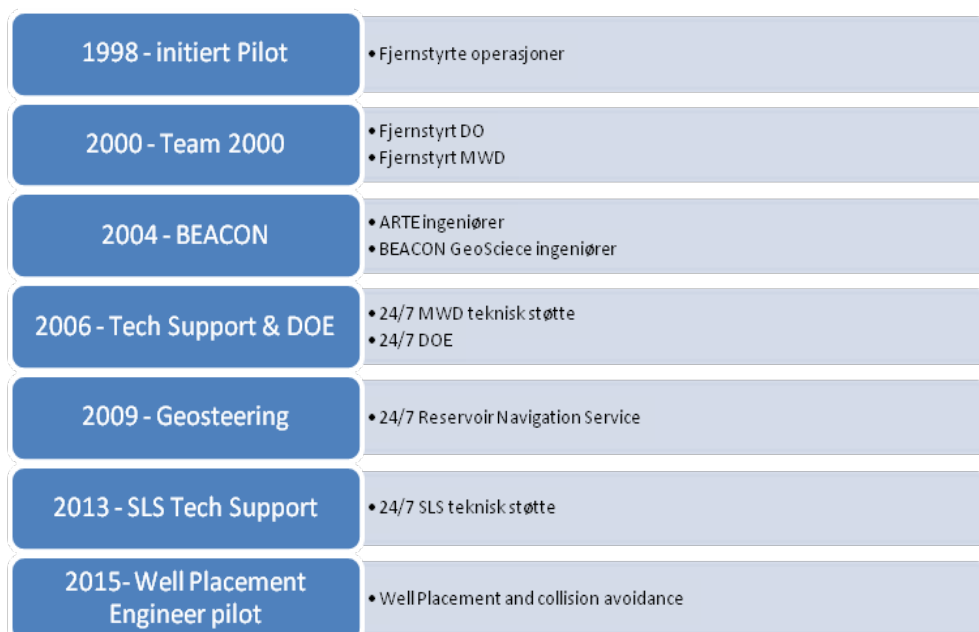 1998 - initiert Pilot
• Fjernstyrte operasjoner
2000 - Team 2000
• Fjernstyrt DO
• Fjernstyrt MWD
2004 - BEACON
• ARTE ingeniører
• BEACON GeoSciece ingeniører
2006 - Tech Support & DOE
• 24/7 MWD teknisk støtte
• 24/7 DOE
2009 - Geosteering
• 24/7 Reservoir Navigation Service
2013 - SLS Tech Support
• 24/7 SLS teknisk støtte
2015- Well Placement
Engineer pilot
• Well Placement and collision avoidance